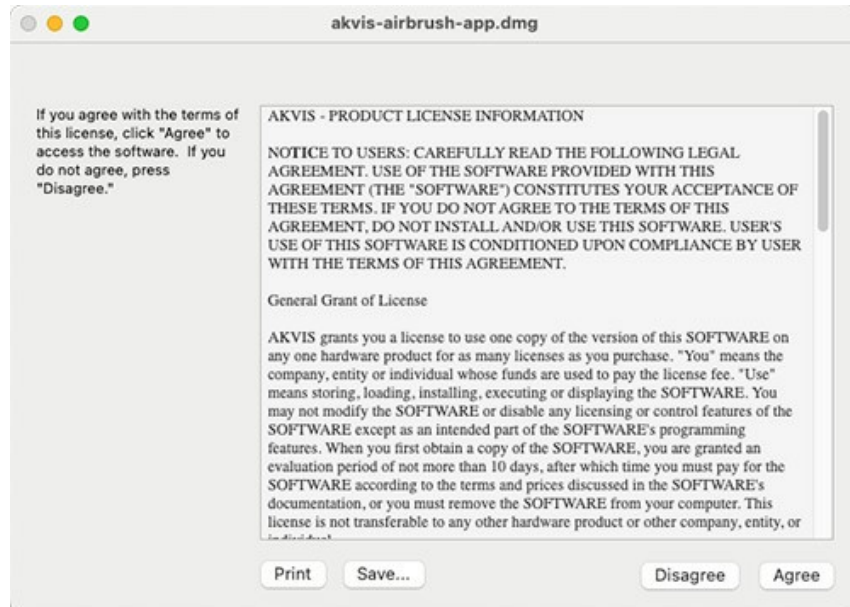 akvis-airbrush-app.dmg
If you agree with the terms of
this license, click "Agree" to
access the software. If you
do not agree, press
"Disagree."
AKVIS - PRODUCT LICENSE INFORMATION
NOTICE TO USERS: CAREFULLY READ THE FOLLOWING LEGAL
AGREEMENT. USE OF THE SOFTWARE PROVIDED WITH THIS
AGREEMENT (THE "SOFTWARE") CONSTITUTES YOUR ACCEPTANCE OF
THESE TERMS. IF YOU DO NOT AGREE TO THE TERMS OF THIS
AGREEMENT, DO NOT INSTALL AND/OR USE THIS SOFTWARE. USER'S
USE OF THIS SOFTWARE IS CONDITIONED UPON COMPLIANCE BY USER
WITH THE TERMS OF THIS AGREEMENT.
General Grant of License
AKVIS grants you a license to use one copy of the version of this SOFTWARE on
any one hardware product for as many licenses as you purchase. "You" means the
company, entity or individual whose funds are used to pay the license fee. "Use"
means storing, loading, installing, executing or displaying the SOFTWARE. You
may not modify the SOFTWARE or disable any licensing or control features of the
SOFTWARE except as an intended part of the SOFTWARE's programming
features. When you first obtain a copy of the SOFTWARE, you are granted an
evaluation period of not more than 10 days, after which time you must pay for the
SOFTWARE according to the terms and prices discussed in the SOFTWARE's
documentation, or you must remove the SOFTWARE from your computer. This
license is not transferable to any other hardware product or other company, entity, or
Print
Save...
Disagree
Agree